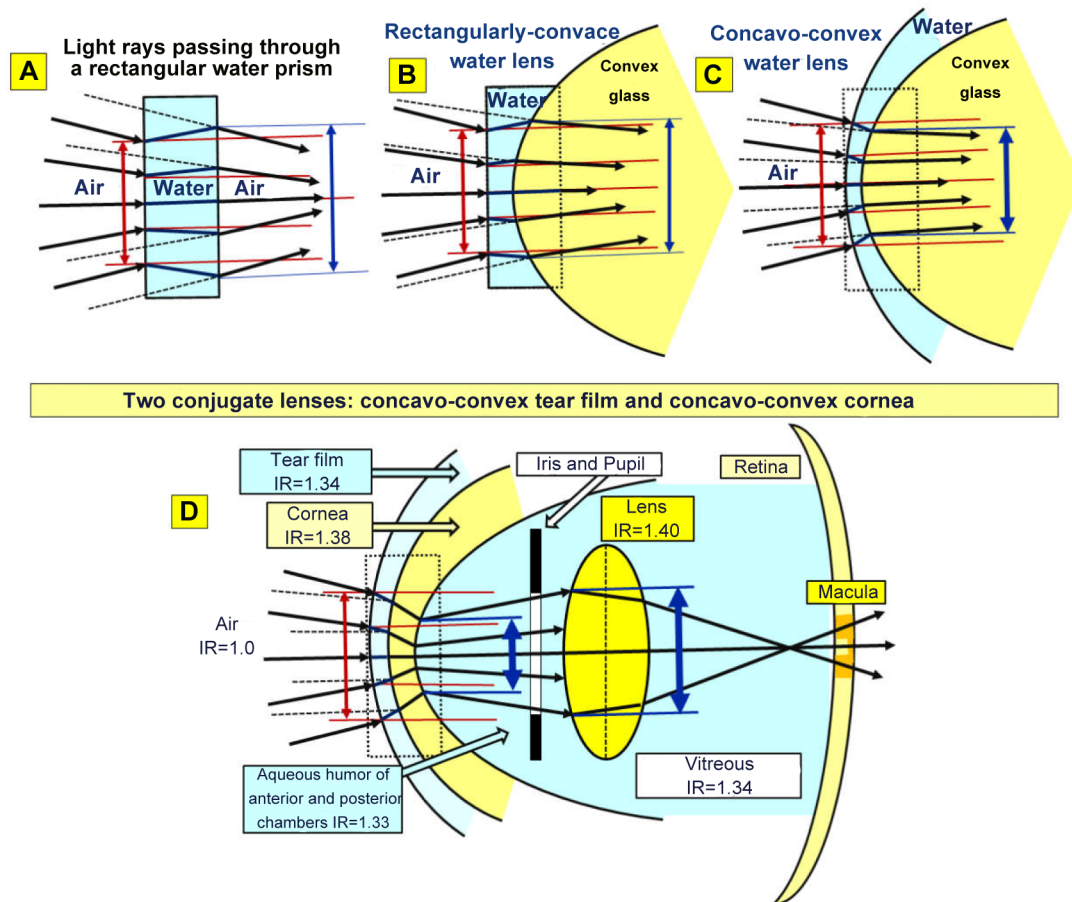 A
Light rays passing through
a rectangular water prism
Air
Water
Air
B
Rectangularly-convace
water lens
Water
Convex
glass
Air
C
Concavo-convex
water lens
Water
Convex
glass
Air
Two conjugate lenses: concavo-convex tear film and concavo-convex cornea
D
Tear film
IR=1.34
Cornea
IR=1.38
Iris and Pupil
Lens
IR=1.40
Retina
Macula
Air
IR=1.0
Aqueous humor of
anterior and posterior
chambers IR=1.33
Vitreous
IR=1.34